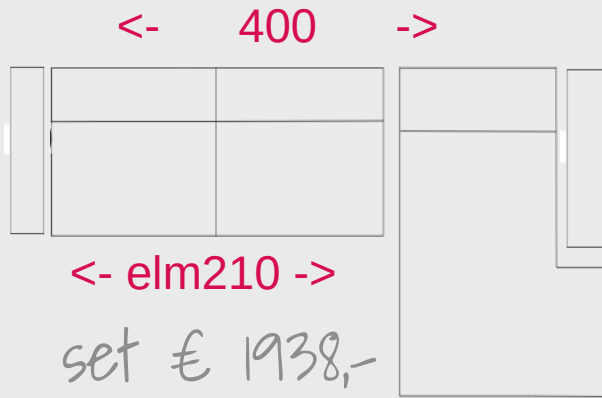 <- 400 ->
<- elm210 ->
set € 1938,-